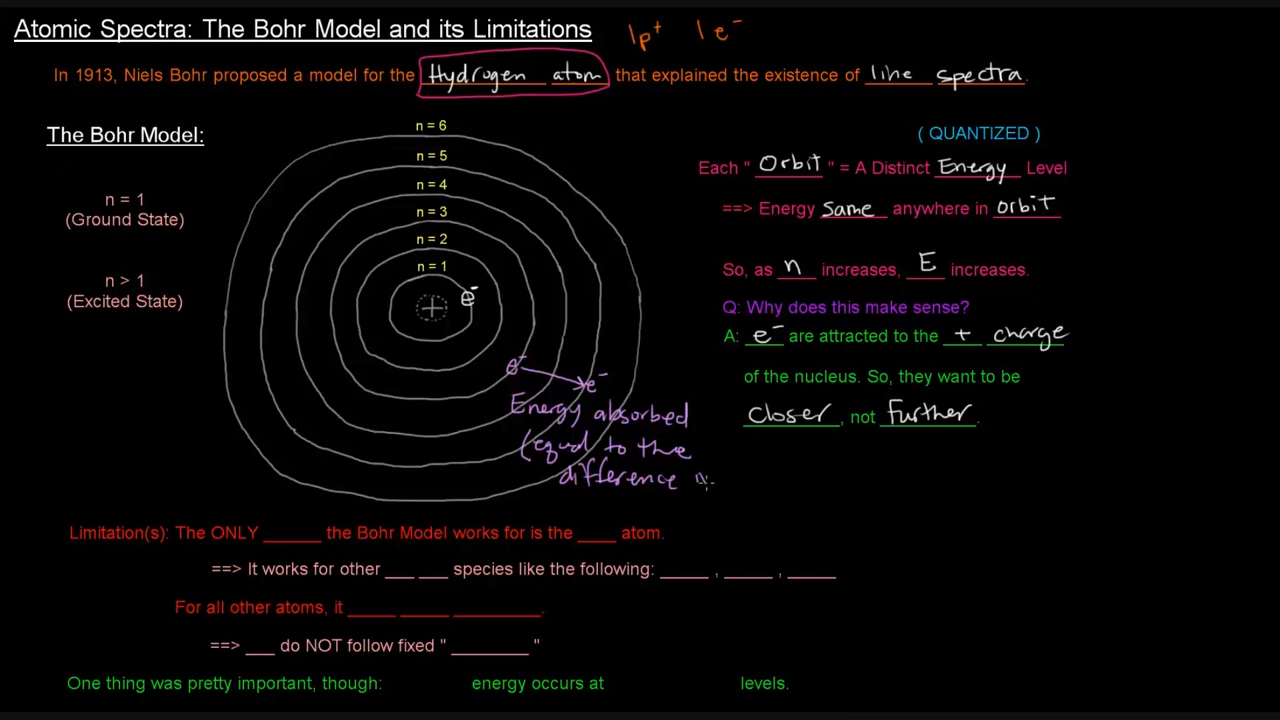 Atomic Spectra: The Bohr Model and its Limitations
1p⁺ 1e⁻
In 1913, Niels Bohr proposed a model for the Hydrogen atom that explained the existence of line spectra.
The Bohr Model:
n = 1
(Ground State)
n > 1
(Excited State)
n = 6
n = 5
n = 4
n = 3
n = 2
n = 1
+
e⁻
e⁻
e⁻
Energy absorbed
(equal to the
difference
( QUANTIZED )
Each " Orbit " = A Distinct Energy Level
==> Energy same anywhere in orbit
So, as n increases, E increases.
Q: Why does this make sense?
A: e⁻ are attracted to the + charge
of the nucleus. So, they want to be
closer, not further.
Limitation(s): The ONLY ______ the Bohr Model works for is the ____ atom.
==> It works for other ___ ___ species like the following: _____ , _____ , _____
For all other atoms, it _____ _____ _________.
==> ___ do NOT follow fixed " ________ "
One thing was pretty important, though: energy occurs at levels.